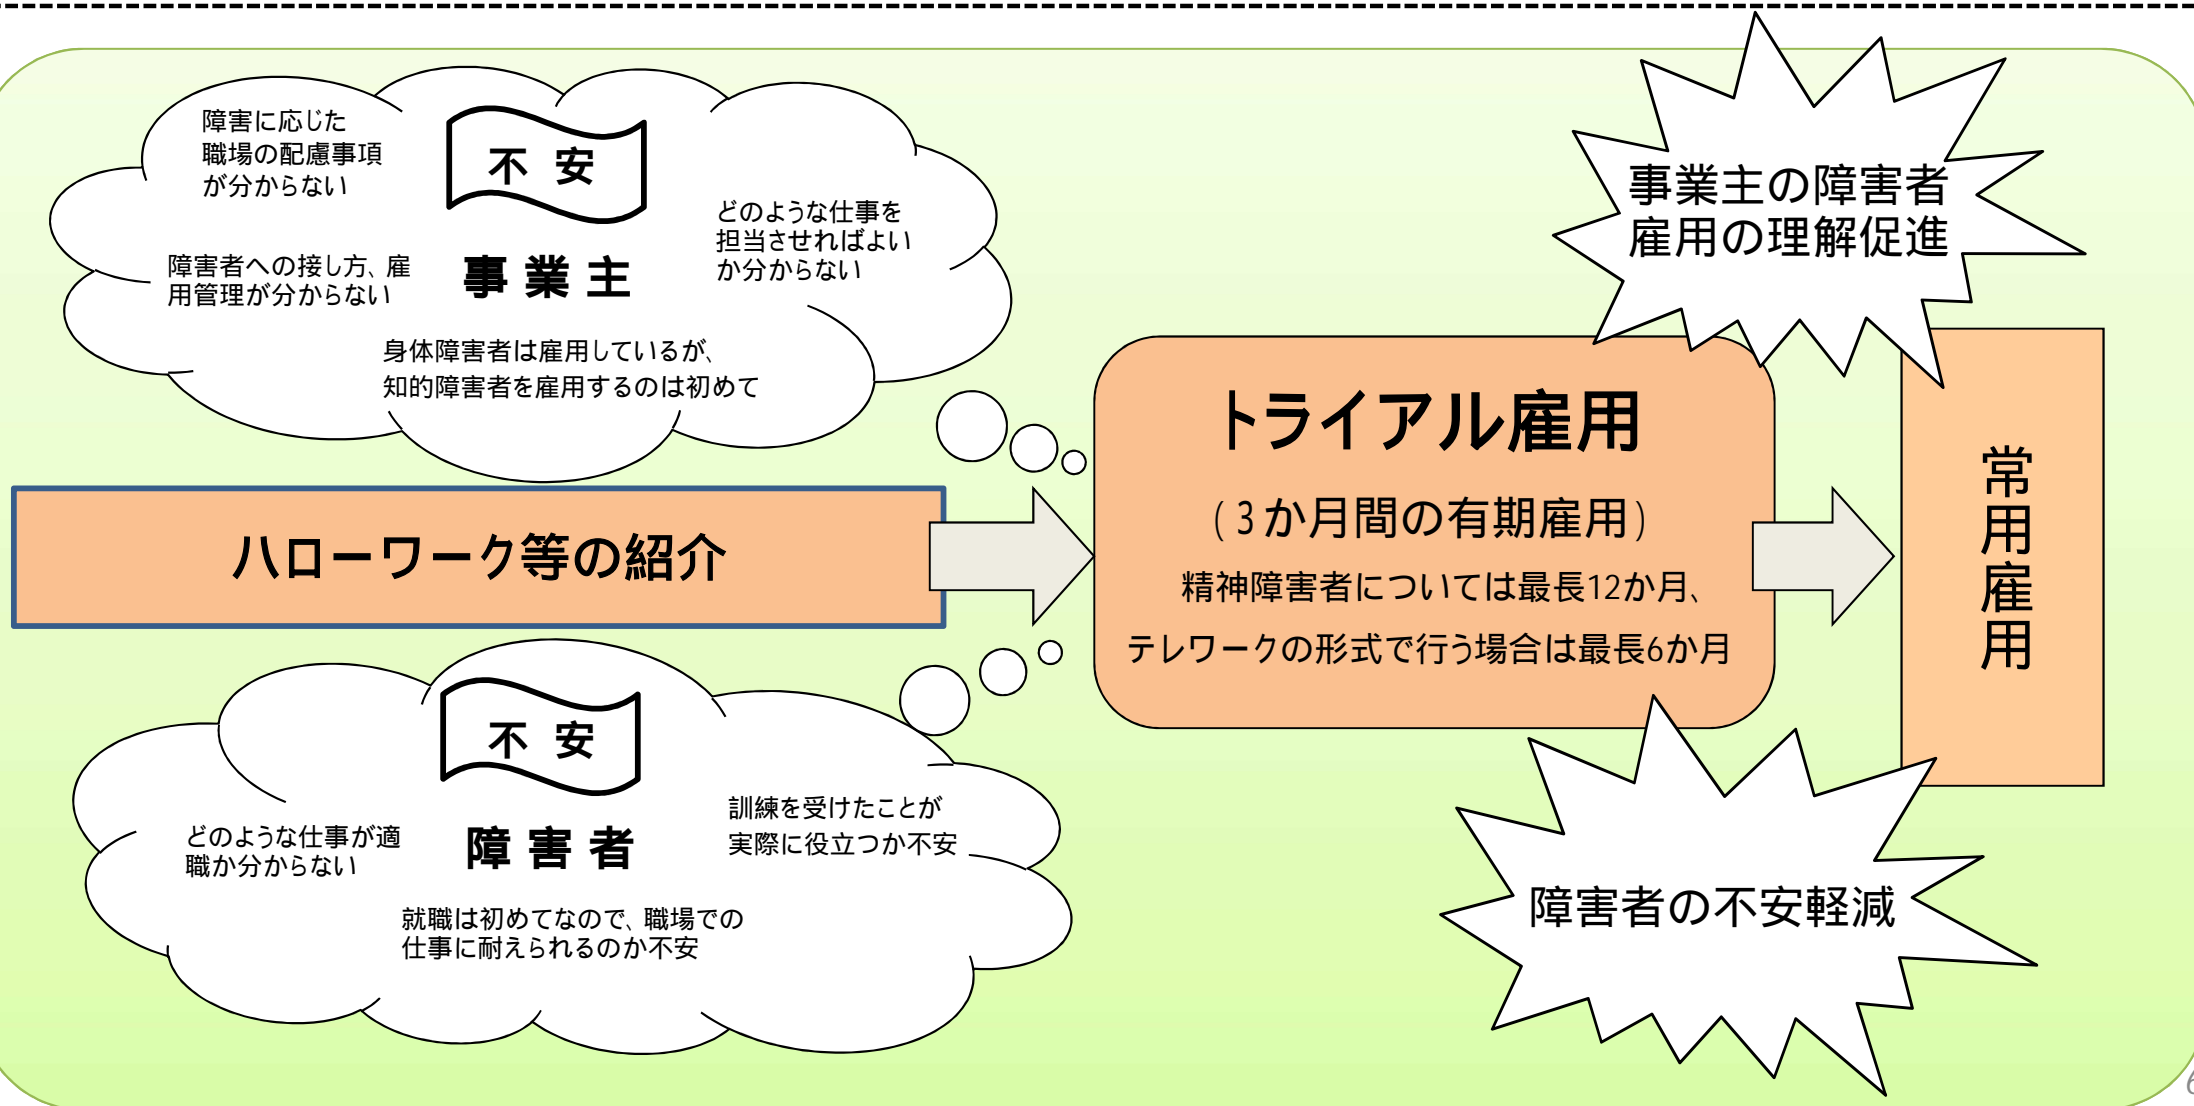 障害に応じた
職場の配慮事項
が分からない
不 安
どのような仕事を
担当させればよい
か分からない
障害者への接し方、雇
用管理が分からない
事 業 主
身体障害者は雇用しているが、
知的障害者を雇用するのは初めて
事業主の障害者
雇用の理解促進
ハローワーク等の紹介
トライアル雇用
(3か月間の有期雇用)
精神障害者については最長12か月、
テレワークの形式で行う場合は最長6か月
常用雇用
不 安
どのような仕事が適
職か分からない
障 害 者
訓練を受けたことが
実際に役立つか不安
就職は初めてなので、職場での
仕事に耐えられるのか不安
障害者の不安軽減